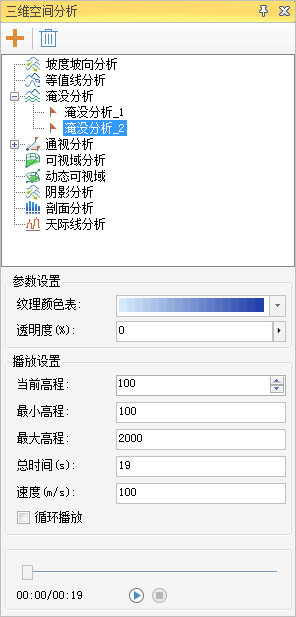 三维空间分析
坡度坡向分析
等值线分析
淹没分析
淹没分析_1
淹没分析_2
通视分析
可视域分析
动态可视域
阴影分析
剖面分析
天际线分析
参数设置
纹理颜色表:
透明度(%): 0
播放设置
当前高程: 100
最小高程: 100
最大高程: 2000
总时间(s): 19
速度(m/s): 100
循环播放
00:00/00:19